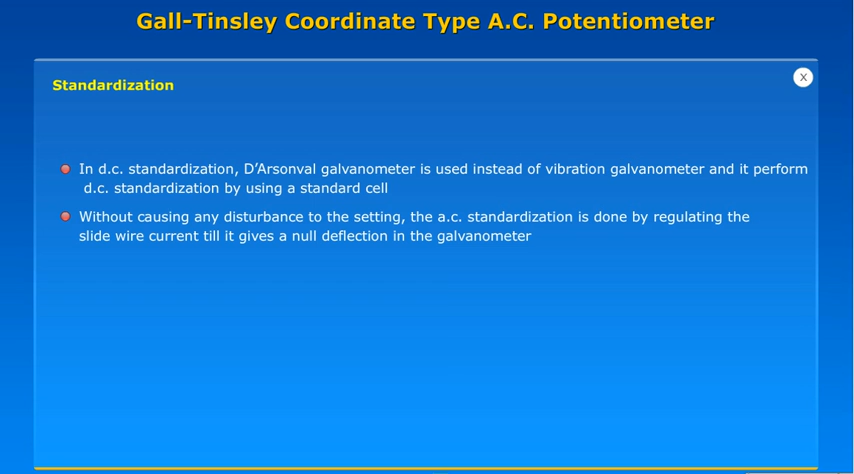 Gall-Tinsley Coordinate Type A.C. Potentiometer
X
Standardization
In d.c. standardization, D’Arsonval galvanometer is used instead of vibration galvanometer and it perform
d.c. standardization by using a standard cell
Without causing any disturbance to the setting, the a.c. standardization is done by regulating the
slide wire current till it gives a null deflection in the galvanometer